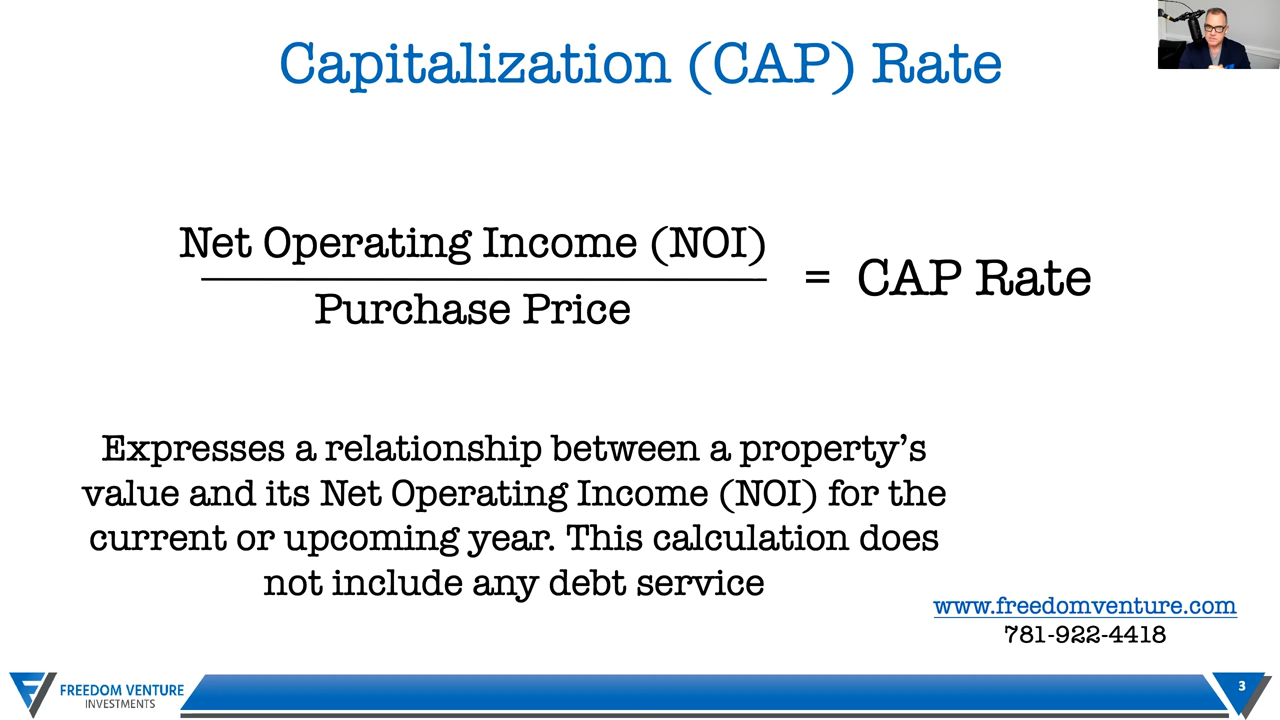 Capitalization (CAP) Rate
Net Operating Income (NOI)
Purchase Price
= CAP Rate
Expresses a relationship between a property’s
value and its Net Operating Income (NOI) for the
current or upcoming year. This calculation does
not include any debt service
www.freedomventure.com
781-922-4418
FREEDOM VENTURE
INVESTMENTS
3